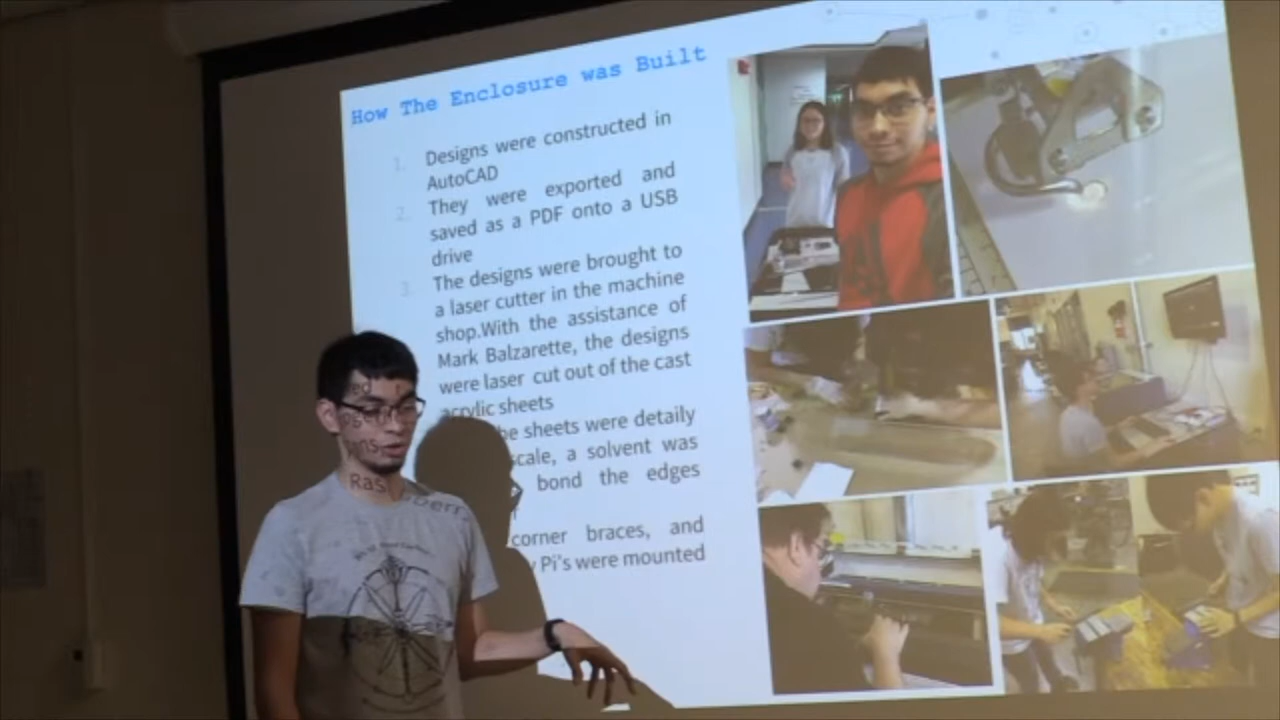 How The Enclosure was Built
1. Designs were constructed in
AutoCAD
2. They were exported and
saved as a PDF onto a USB
drive
3. The designs were brought to
a laser cutter in the machine
shop.With the assistance of
Mark Balzarette, the designs
were laser cut out of the cast
acrylic sheets
sheets were detaily
scale, a solvent was
bond the edges
corner braces, and
Pi's were mounted
Ras